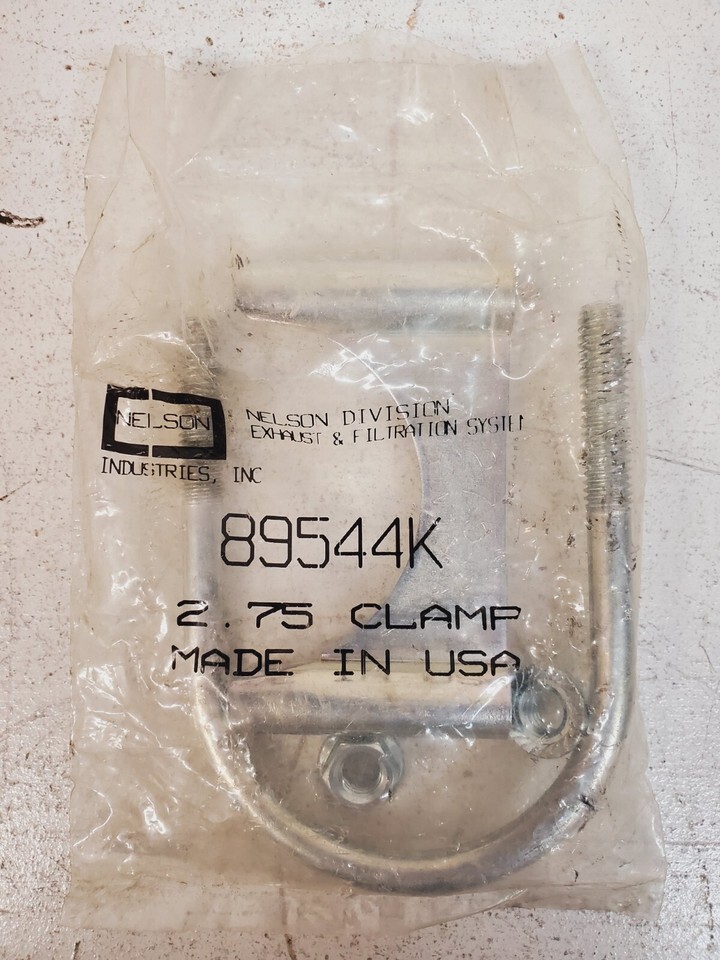 NELSON
INDUSTRIES, INC
NELSON DIVISION
EXHAUST & FILTRATION SYSTEM
89544K
2.75 CLAMP
MADE IN USA